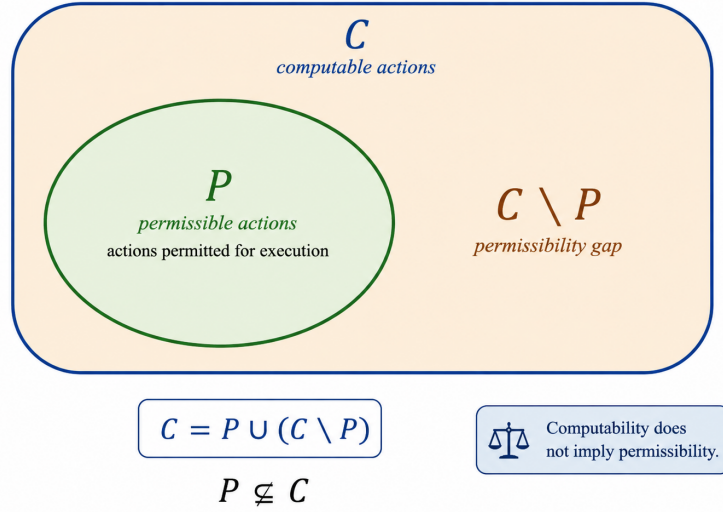 C
computable actions
P
permissible actions
actions permitted for execution
C \ P
permissibility gap
C = P ∪ (C \ P)
P ⊊ C
Computability does
not imply permissibility.